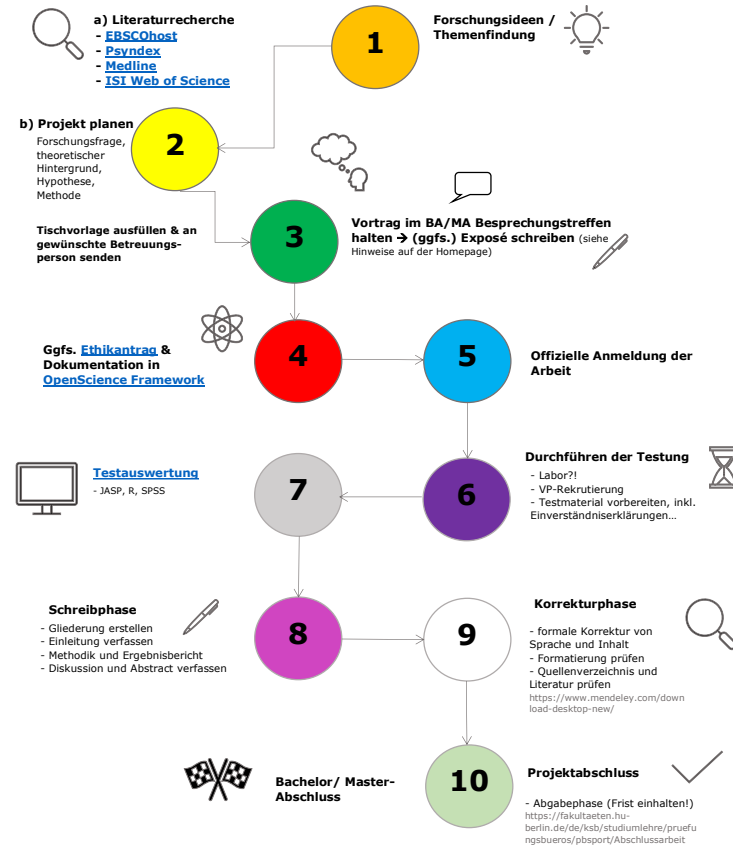 a) Literaturrecherche
- EBSCOhost
- Psyndex
- Medline
- ISI Web of Science
1
Forschungsideen /
Themenfindung
b) Projekt planen
Forschungsfrage,
theoretischer
Hintergrund,
Hypothese,
Methode
2
Tischvorlage ausfüllen & an
gewünschte Betreuungs-
person senden
3
Vortrag im BA/MA Besprechungstreffen
halten → (ggfs.) Exposé schreiben (siehe
Hinweise auf der Homepage)
Ggfs. Ethikantrag &
Dokumentation in
OpenScience Framework
4
5
Offizielle Anmeldung der
Arbeit
Durchführen der Testung
- Labor?!
- VP-Rekrutierung
- Testmaterial vorbereiten, inkl.
Einverständniserklärungen…
6
7
Testauswertung
- JASP, R, SPSS
Schreibphase
- Gliederung erstellen
- Einleitung verfassen
- Methodik und Ergebnisbericht
- Diskussion und Abstract verfassen
8
9
Korrekturphase
- formale Korrektur von
Sprache und Inhalt
- Formatierung prüfen
- Quellenverzeichnis und
Literatur prüfen
https://www.mendeley.com/down
load-desktop-new/
Bachelor/ Master-
Abschluss
10
Projektabschluss
- Abgabephase (Frist einhalten!)
https://fakultaeten.hu-
berlin.de/de/ksb/studiumlehre/pruefu
ngsbueros/pbsport/Abschlussarbeit